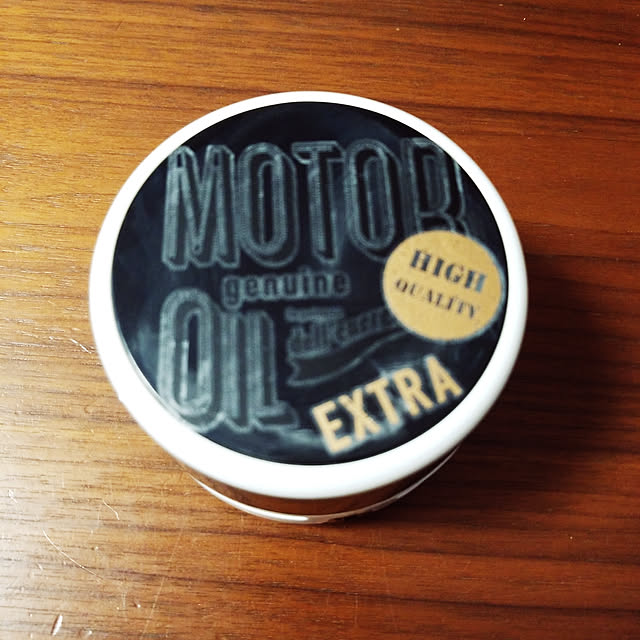 MOTOR
genuine
OIL
HIGH
QUALITY
EXTRA